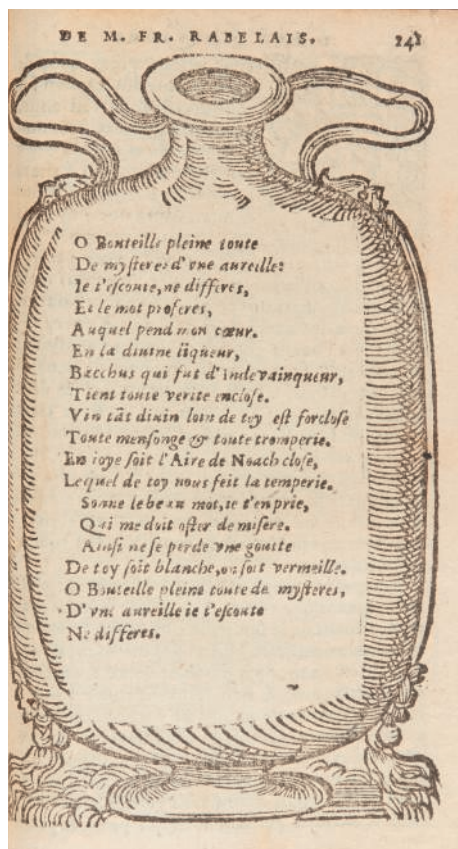 DE M. FR. RABELAIS. 241
O Bouteille pleine toute
De mysteres d'vne aureille:
Ie t'escoute, ne differes,
Et le mot proferes,
Auquel pend mon cœur.
En la diuine liqueur,
Bacchus qui fut d'inde vainqueur,
Tient toute verite enclose.
Vin tãt diuin loin de toy est forclose
Toute mensõge & toute tromperie.
En ioye soit l'Aire de Noach close,
Lequel de toy nous feit la temperie.
Sonne le beau mot, ie t'en prie,
Qui me doit oster de misere.
Ainsi ne se perde vne goutte
De toy soit blanche, ou soit vermeille.
O Bouteille pleine toute de mysteres,
D'vne aureille ie t'escoute
Ne differes.